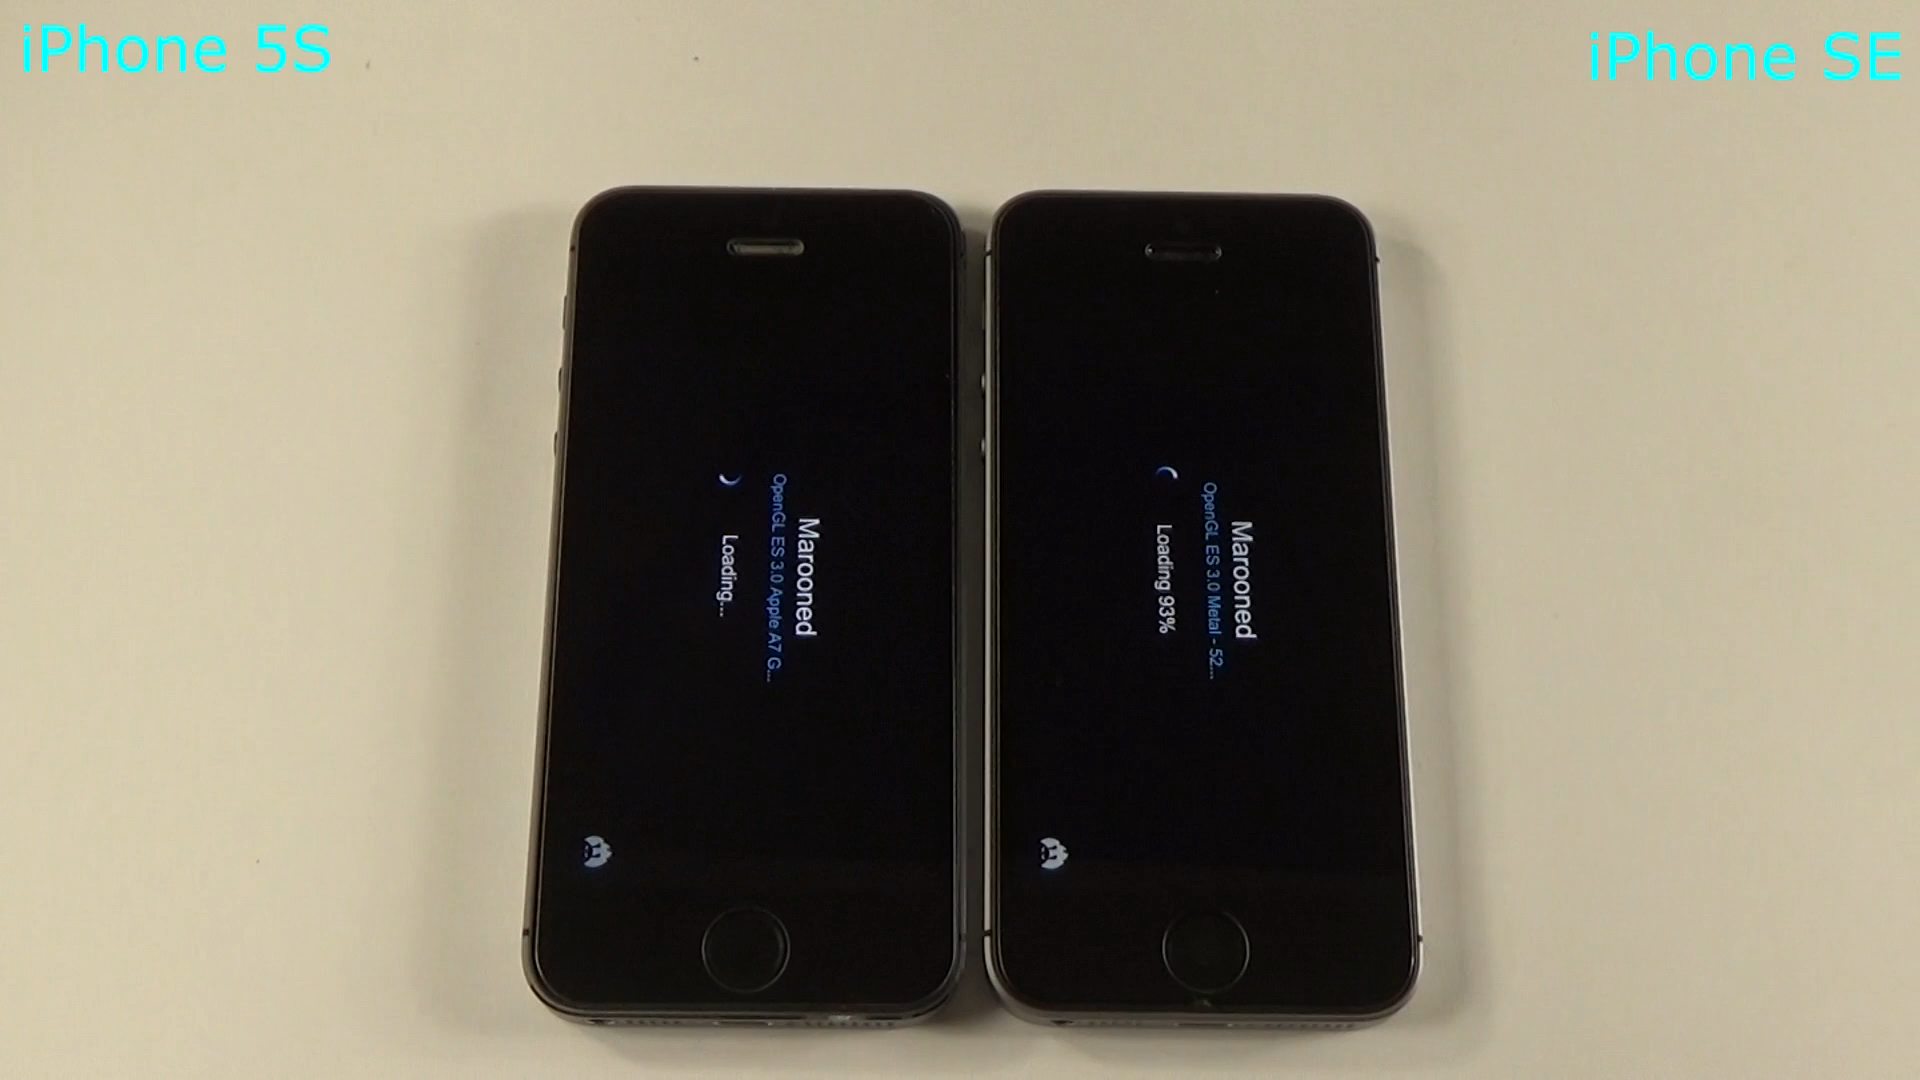 iPhone 5S
iPhone SE
Marooned
OpenGL ES 3.0 Apple A7 G...
Loading...
Marooned
OpenGL ES 3.0 Metal - 52...
Loading 93%